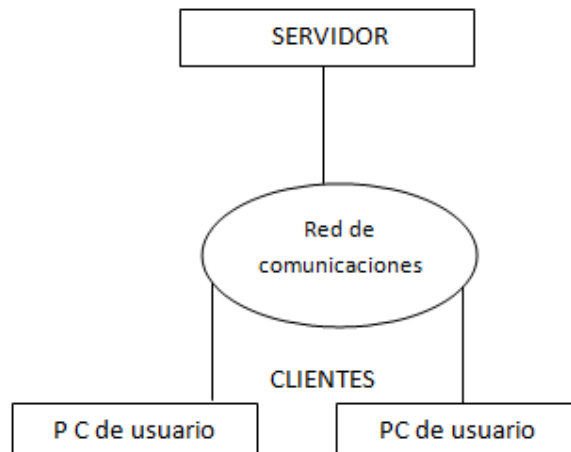 SERVIDOR
Red de
comunicaciones
CLIENTES
P C de usuario
PC de usuario